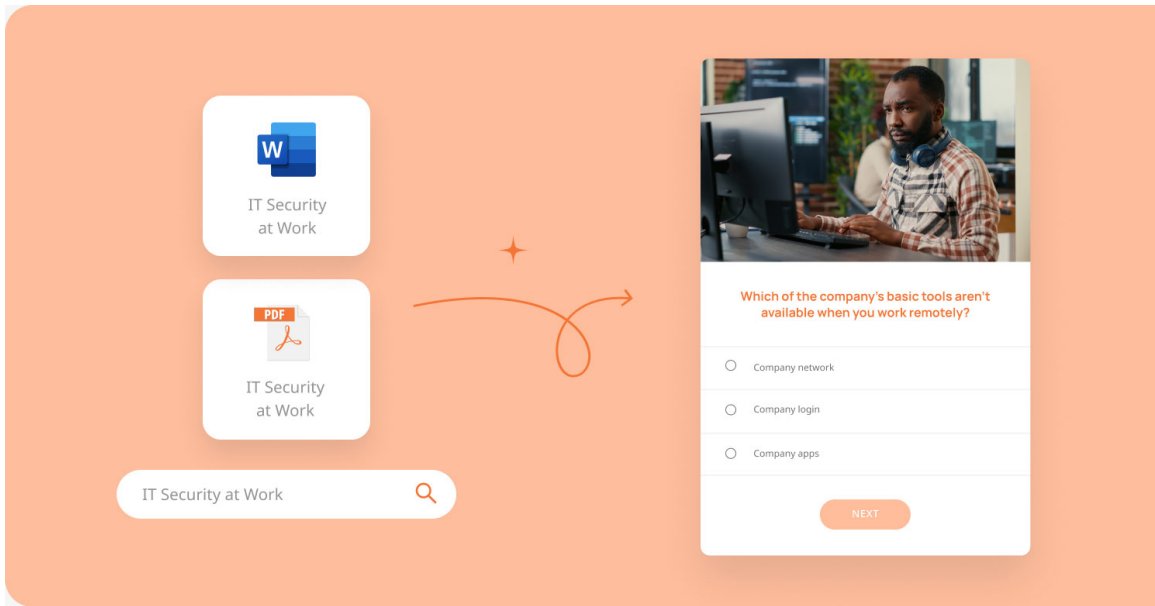 W
IT Security
at Work
PDF
IT Security
at Work
IT Security at Work
Which of the company's basic tools aren't
available when you work remotely?
Company network
Company login
Company apps
NEXT